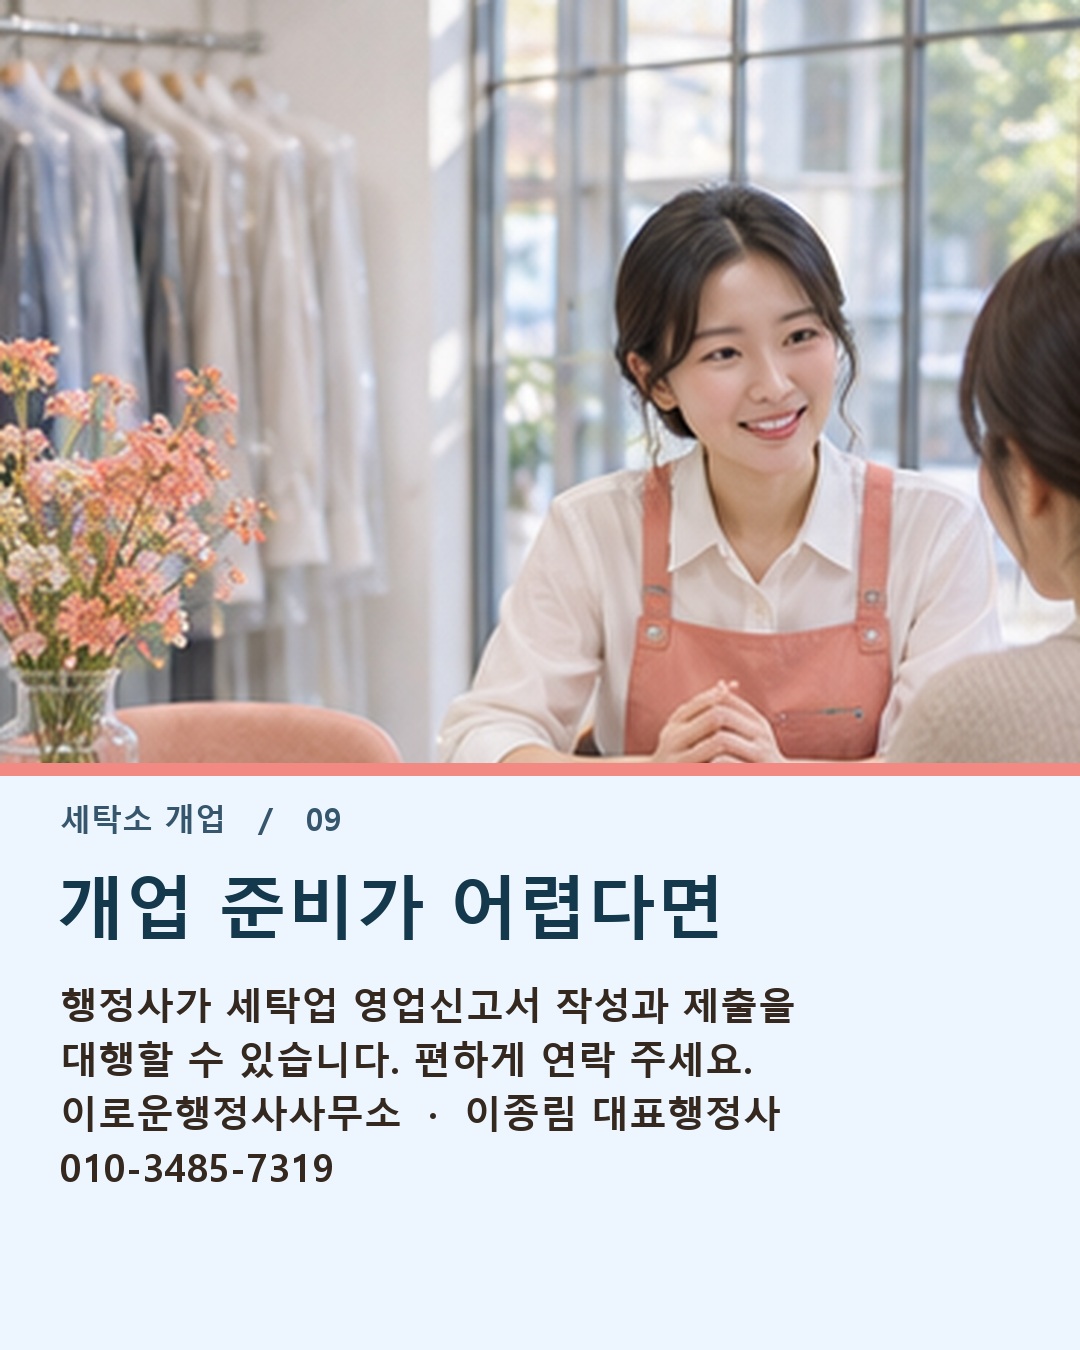 세탁소 개업 / 09
개업 준비가 어렵다면
행정사가 세탁업 영업신고서 작성과 제출을
대행할 수 있습니다. 편하게 연락 주세요.
이로운행정사사무소 · 이종림 대표행정사
010-3485-7319